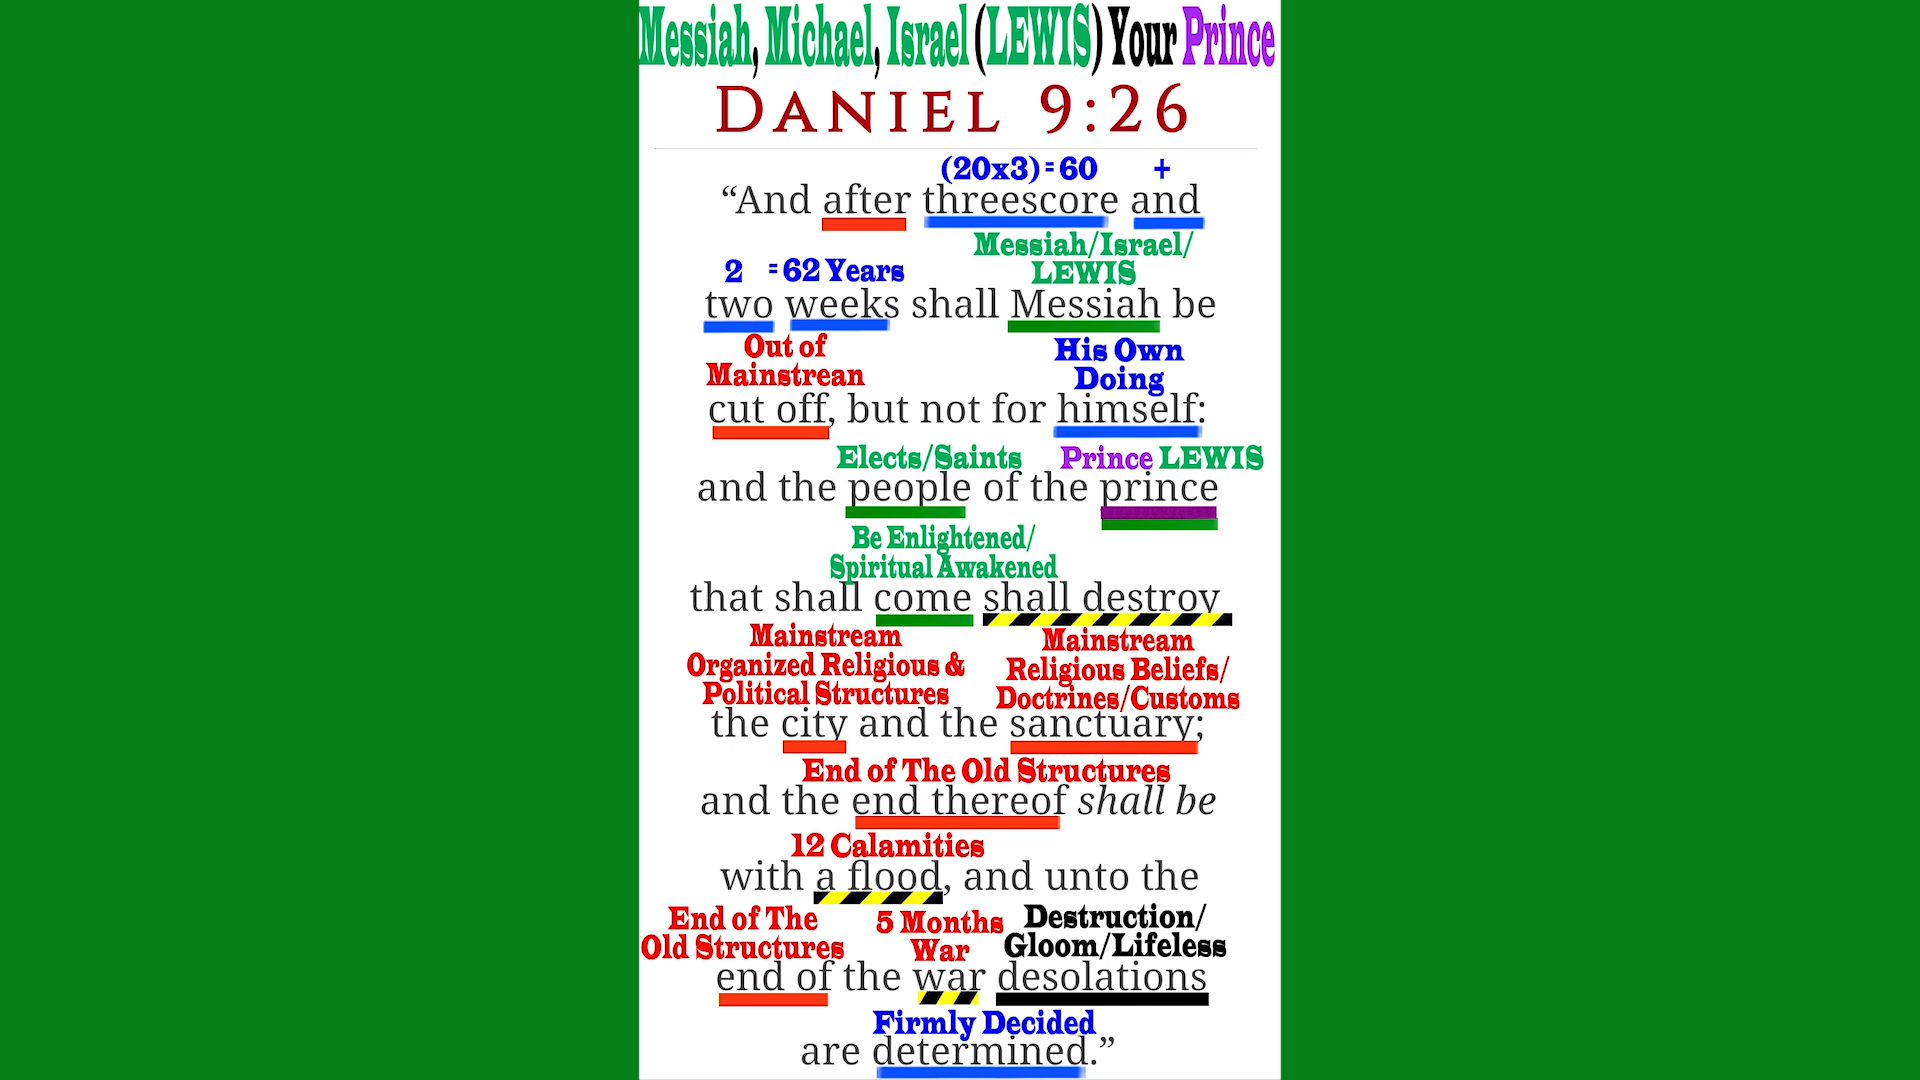 Messiah, Michael, Israel (LEWIS) Your Prince
DANIEL 9:26
(20x3)=60 +
“And after threescore and
Messiah/Israel/
LEWIS
2 =62 Years
two weeks shall Messiah be
Out of
Mainstrean
His Own
Doing
cut off, but not for himself:
Elects/Saints Prince LEWIS
and the people of the prince
Be Enlightened/
Spiritual Awakened
that shall come shall destroy
Mainstream
Organized Religious &
Political Structures
Mainstream
Religious Beliefs/
Doctrines/Customs
the city and the sanctuary;
End of The Old Structures
and the end thereof shall be
12 Calamities
with a flood, and unto the
End of The
Old Structures
5 Months
War
Destruction/
Gloom/Lifeless
end of the war desolations
Firmly Decided
are determined.”